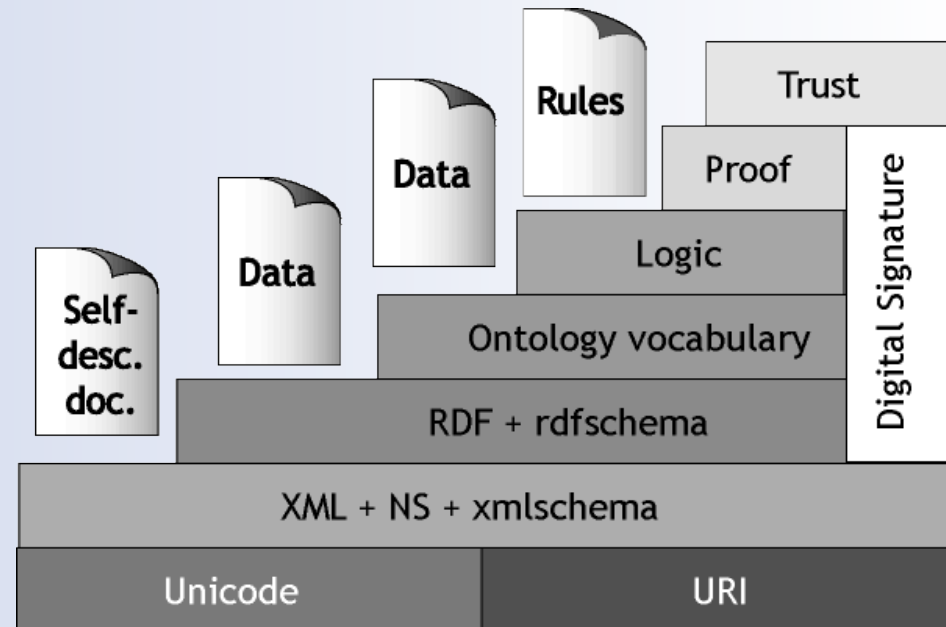 Rules
Trust
Data
Proof
Data
Logic
Digital Signature
Self-
desc.
doc.
Ontology vocabulary
RDF + rdfschema
XML + NS + xmlschema
Unicode
URI